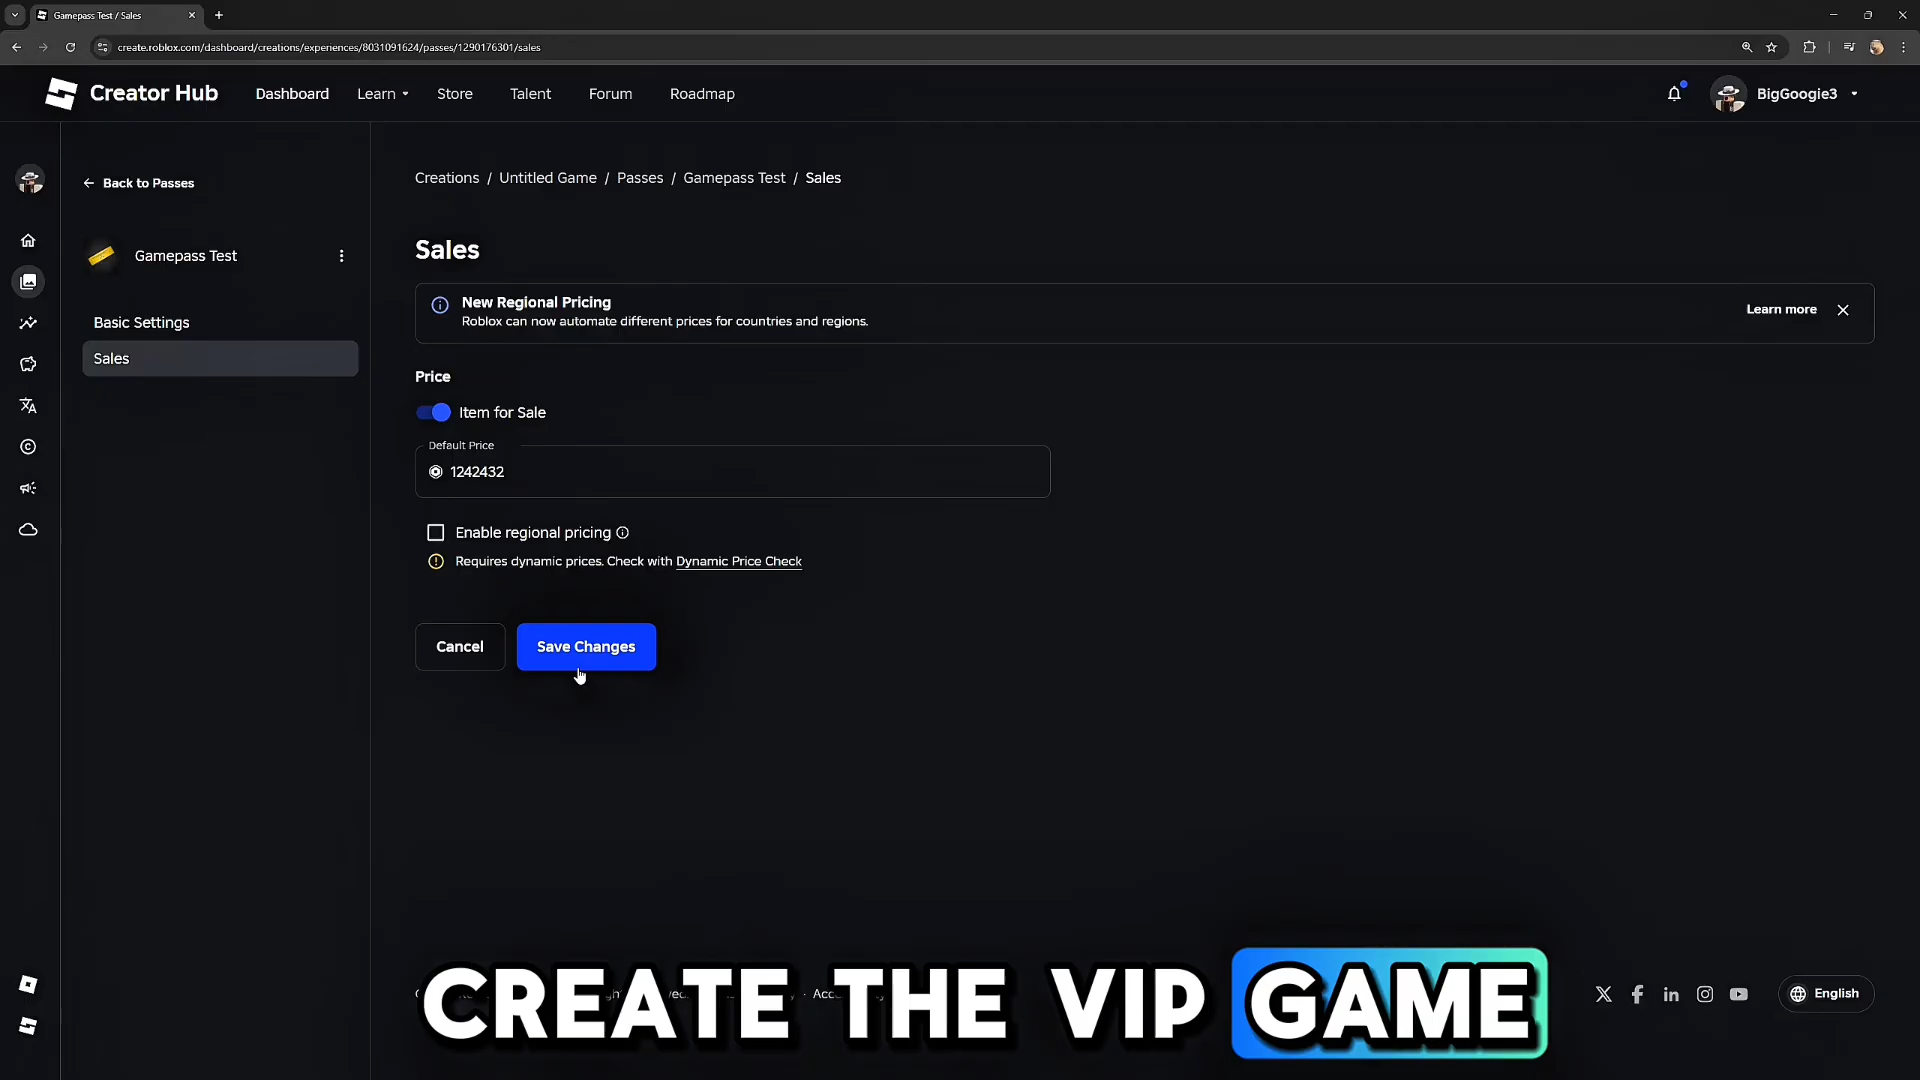 Gamepass Test / Sales
create.roblox.com/dashboard/creations/experiences/8031091624/passes/1290176301/sales
Creator Hub
Dashboard
Learn
Store
Talent
Forum
Roadmap
BigGoogie3
Back to Passes
Gamepass Test
Basic Settings
Sales
Creations / Untitled Game / Passes / Gamepass Test / Sales
Sales
New Regional Pricing
Roblox can now automate different prices for countries and regions.
Learn more
Price
Item for Sale
Default Price
1242432
Enable regional pricing
Requires dynamic prices. Check with Dynamic Price Check
Cancel
Save Changes
CREATE THE VIP GAME
English